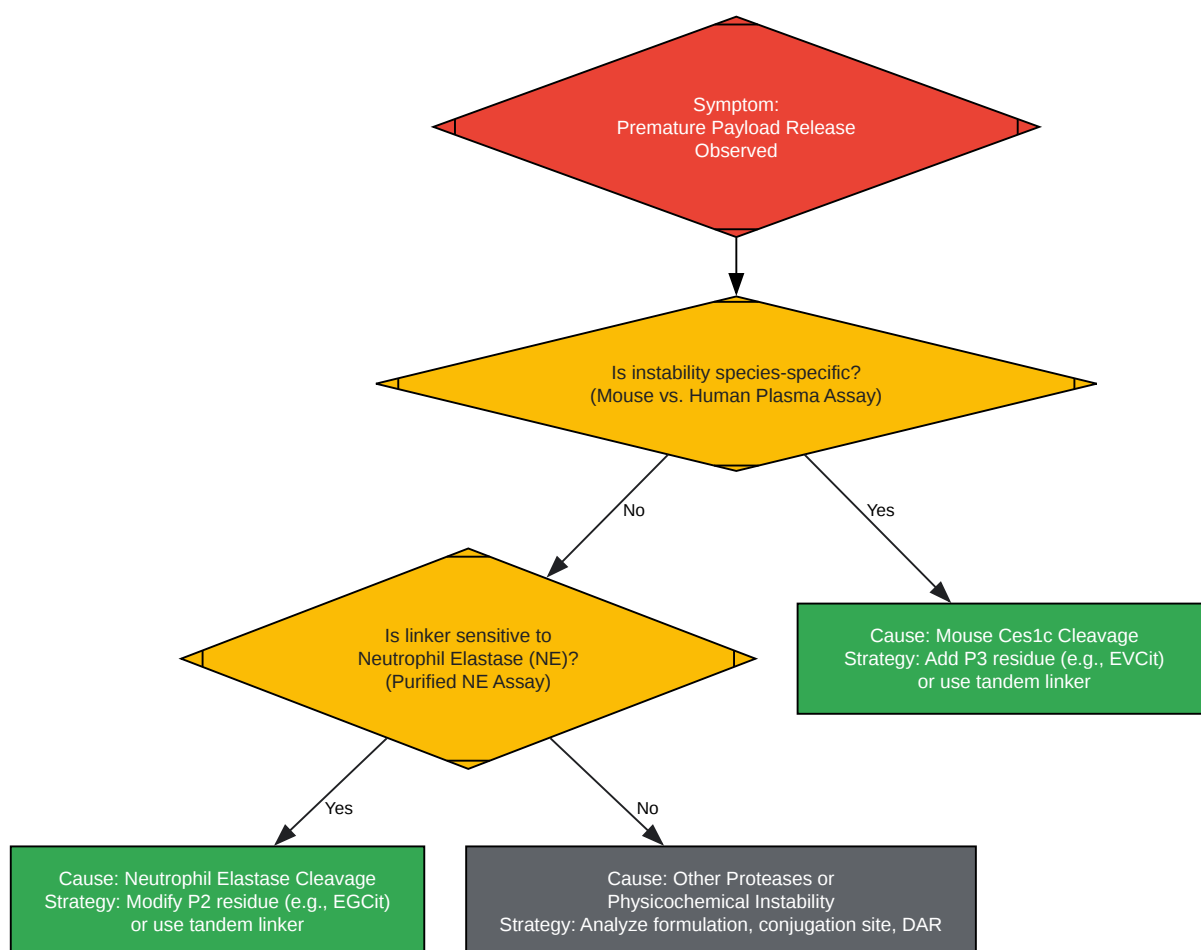 Symptom:
Premature Payload Release
Observed
Is instability species-specific?
(Mouse vs. Human Plasma Assay)
No
Yes
Is linker sensitive to
Neutrophil Elastase (NE)?
(Purified NE Assay)
Cause: Mouse Ces1c Cleavage
Strategy: Add P3 residue (e.g., EVCit)
or use tandem linker
Yes
No
Cause: Neutrophil Elastase Cleavage
Strategy: Modify P2 residue (e.g., EGCit)
or use tandem linker
Cause: Other Proteases or
Physicochemical Instability
Strategy: Analyze formulation, conjugation site, DAR